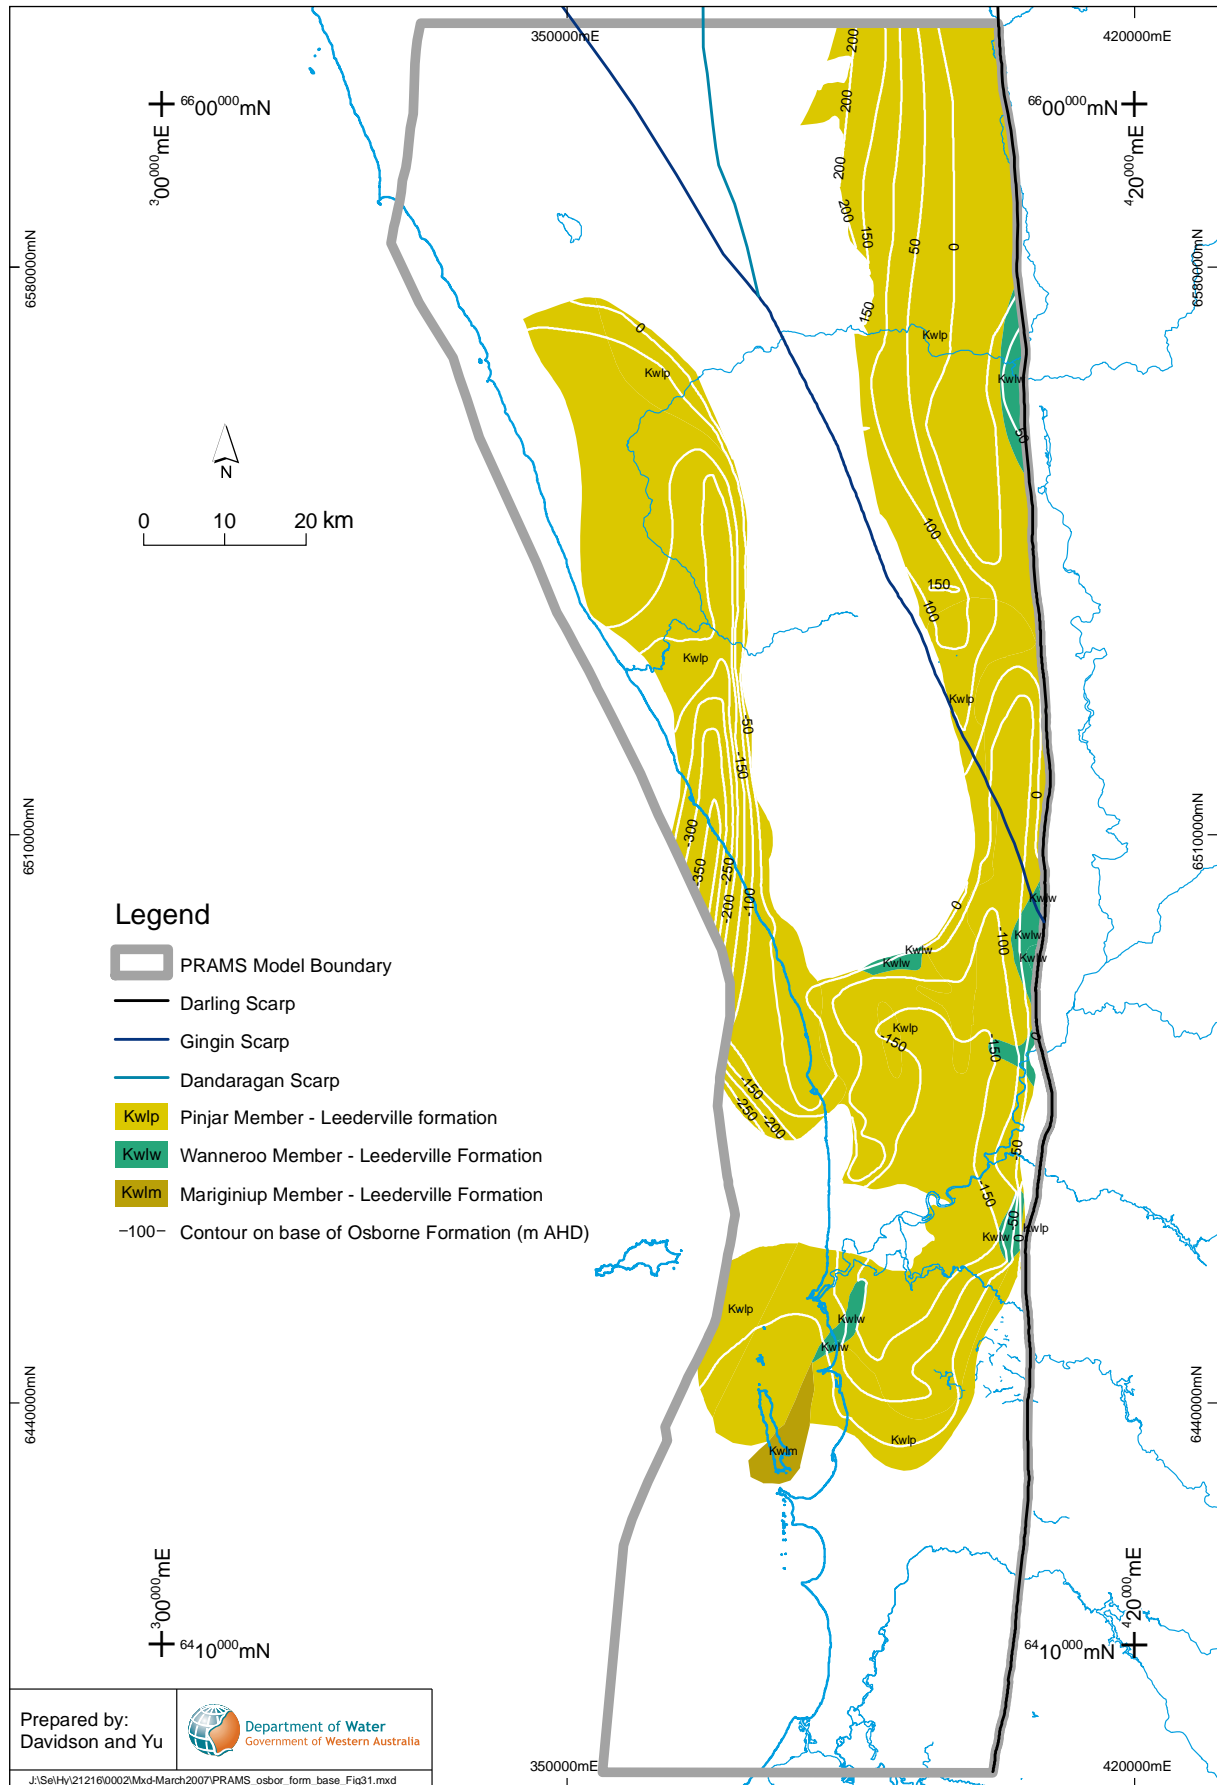 350000mE
420000mE
6600000mN
6600000mN
300000mE
420000mE
6580000mN
6580000mN
200
200
200
200
150
50
0
150
Kwlp
0
Kwlp
Kwlw
50
N
0 10 20 km
100
150
100
Kwlp
Kwlp
-50
-150
0
6510000mN
6510000mN
-300
-350
-250
-200
-100
0
Kwlw
-100
Kwlw
Kwlw
Kwlw
Kwlw
Kwlp
-150
-150
0
-150
-250
-200
-50
-150
-50
0
Kwlw
Kwlp
Legend
PRAMS Model Boundary
Darling Scarp
Gingin Scarp
Dandaragan Scarp
Kwlp Pinjar Member - Leederville formation
Kwlw Wanneroo Member - Leederville Formation
Kwlm Mariginiup Member - Leederville Formation
-100- Contour on base of Osborne Formation (m AHD)
Kwlp
Kwlw
Kwlw
6440000mN
6440000mN
Kwlp
Kwlm
300000mE
420000mE
6410000mN
6410000mN
Prepared by:
Davidson and Yu
Department of Water
Government of Western Australia
350000mE
420000mE
J:\Se\Hy\21216\0002\Mxd-March2007\PRAMS_osbor_form_base_Fig31.mxd